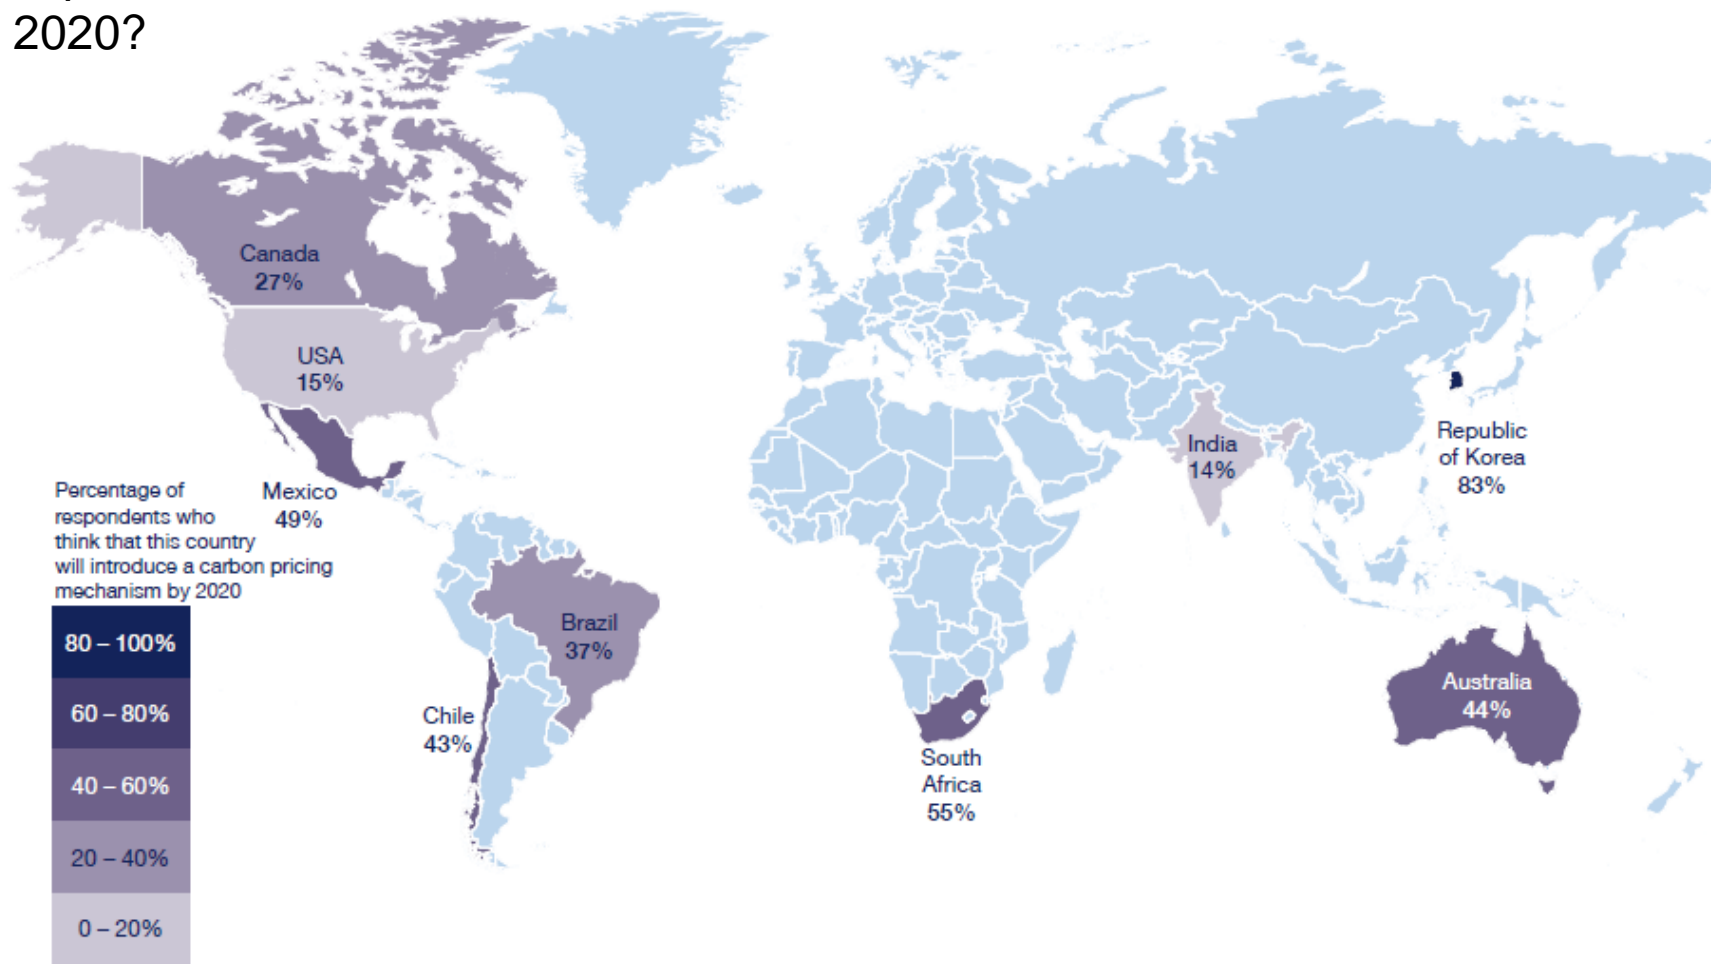 2020?
Canada
27%
USA
15%
Mexico
49%
Percentage of
respondents who
think that this country
will introduce a carbon pricing
mechanism by 2020
80 – 100%
60 – 80%
40 – 60%
20 – 40%
0 – 20%
Brazil
37%
Chile
43%
South
Africa
55%
India
14%
Republic
of Korea
83%
Australia
44%